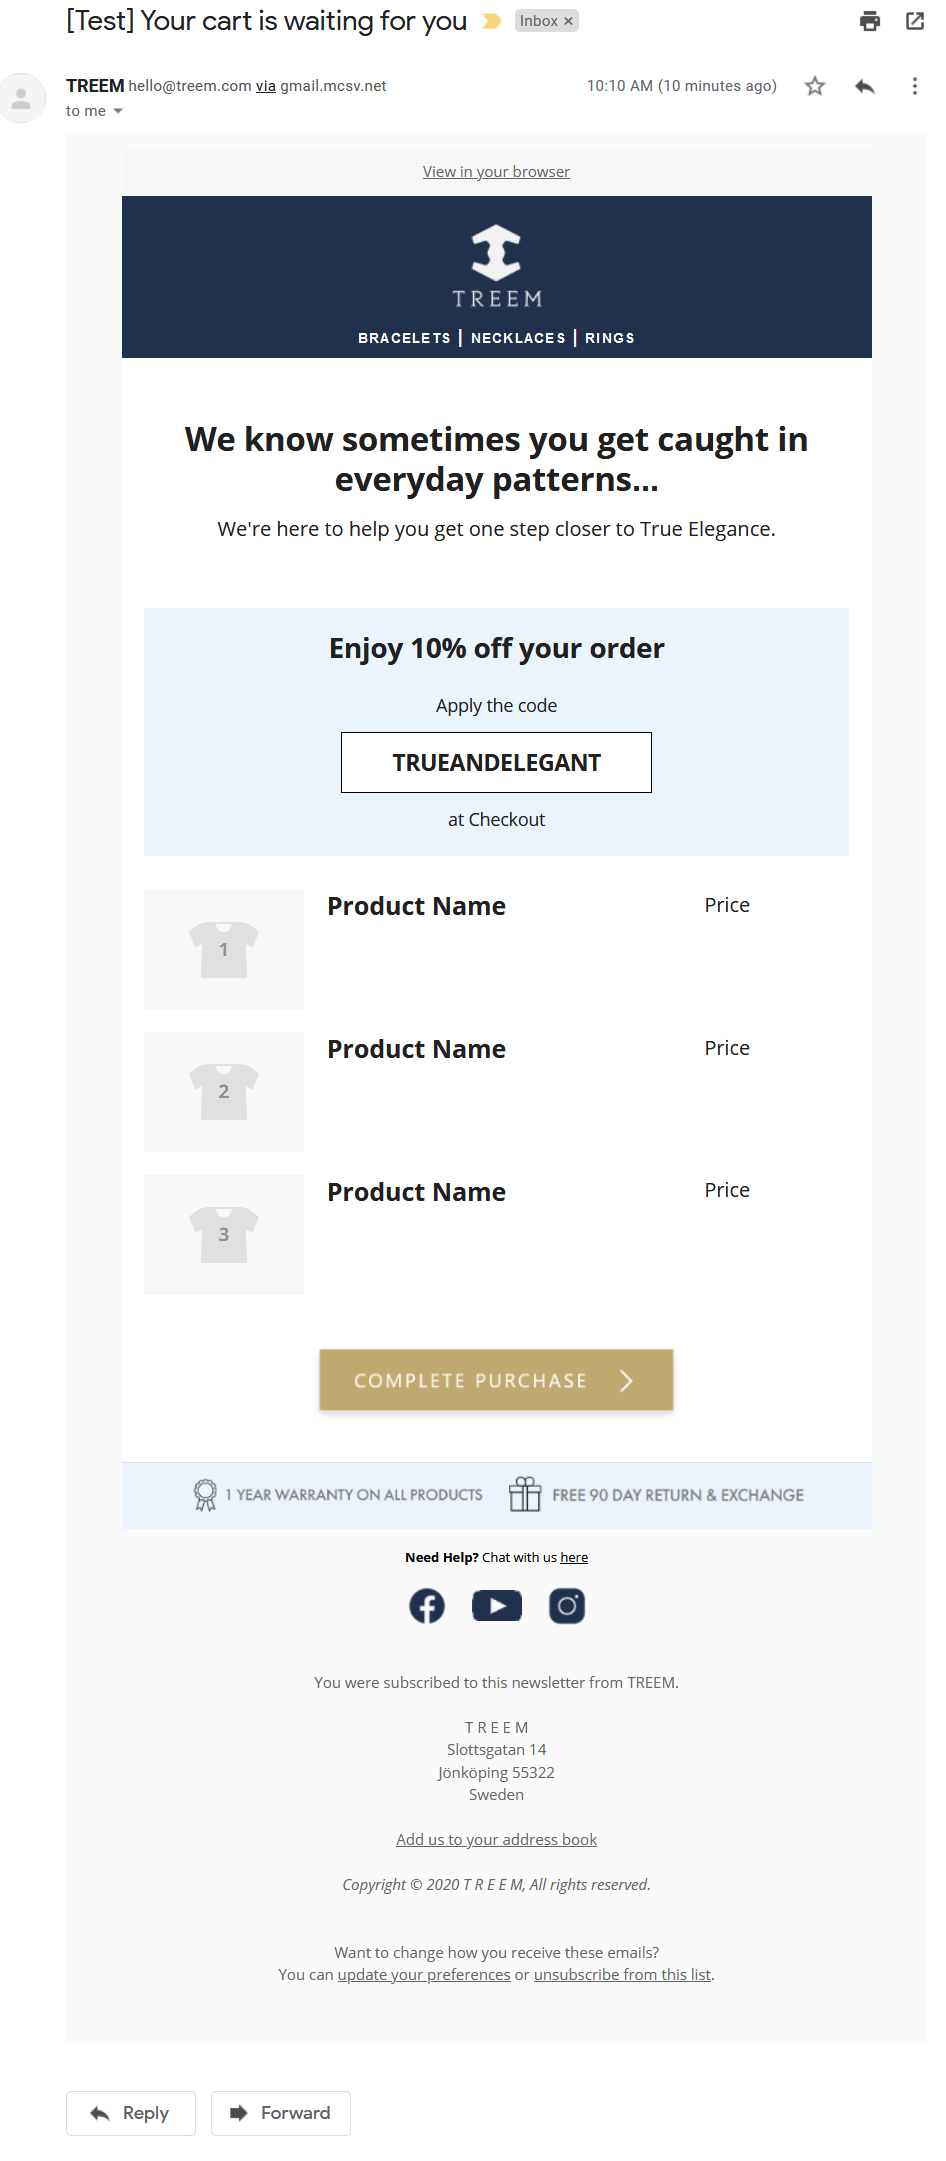 [Test] Your cart is waiting for you Inbox ×
TREEM hello@treem.com via gmail.mcsv.net 10:10 AM (10 minutes ago)
to me
View in your browser
TREEM
BRACELETS | NECKLACES | RINGS
We know sometimes you get caught in
everyday patterns...
We're here to help you get one step closer to True Elegance.
Enjoy 10% off your order
Apply the code
TRUEANDELEGANT
at Checkout
1 Product Name Price
2 Product Name Price
3 Product Name Price
COMPLETE PURCHASE
1 YEAR WARRANTY ON ALL PRODUCTS FREE 90 DAY RETURN & EXCHANGE
Need Help? Chat with us here
You were subscribed to this newsletter from TREEM.
T R E E M
Slottsgatan 14
Jönköping 55322
Sweden
Add us to your address book
Copyright © 2020 T R E E M, All rights reserved.
Want to change how you receive these emails?
You can update your preferences or unsubscribe from this list.
Reply Forward